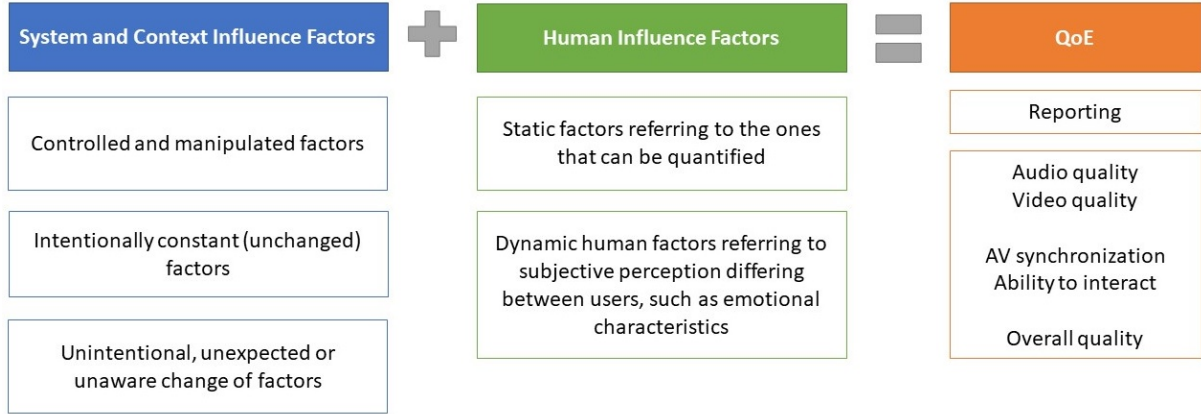 System and Context Influence Factors
Controlled and manipulated factors
Intentionally constant (unchanged)
factors
Unintentional, unexpected or
unaware change of factors
Human Influence Factors
Static factors referring to the ones
that can be quantified
Dynamic human factors referring to
subjective perception differing
between users, such as emotional
characteristics
QoE
Reporting
Audio quality
Video quality
AV synchronization
Ability to interact
Overall quality